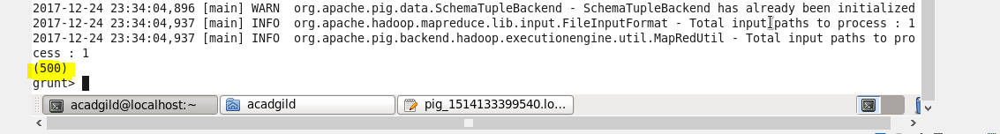 2017-12-24 23:34:04,896 [main] WARN  org.apache.pig.data.SchemaTupleBackend - SchemaTupleBackend has already been initialized
2017-12-24 23:34:04,937 [main] INFO  org.apache.hadoop.mapreduce.lib.input.FileInputFormat - Total input paths to process : 1
2017-12-24 23:34:04,937 [main] INFO  org.apache.pig.backend.hadoop.executionengine.util.MapRedUtil - Total input paths to pro
cess : 1
(500)
grunt>
acadgild@localhost:~ acadgild pig_1514133399540.lo...